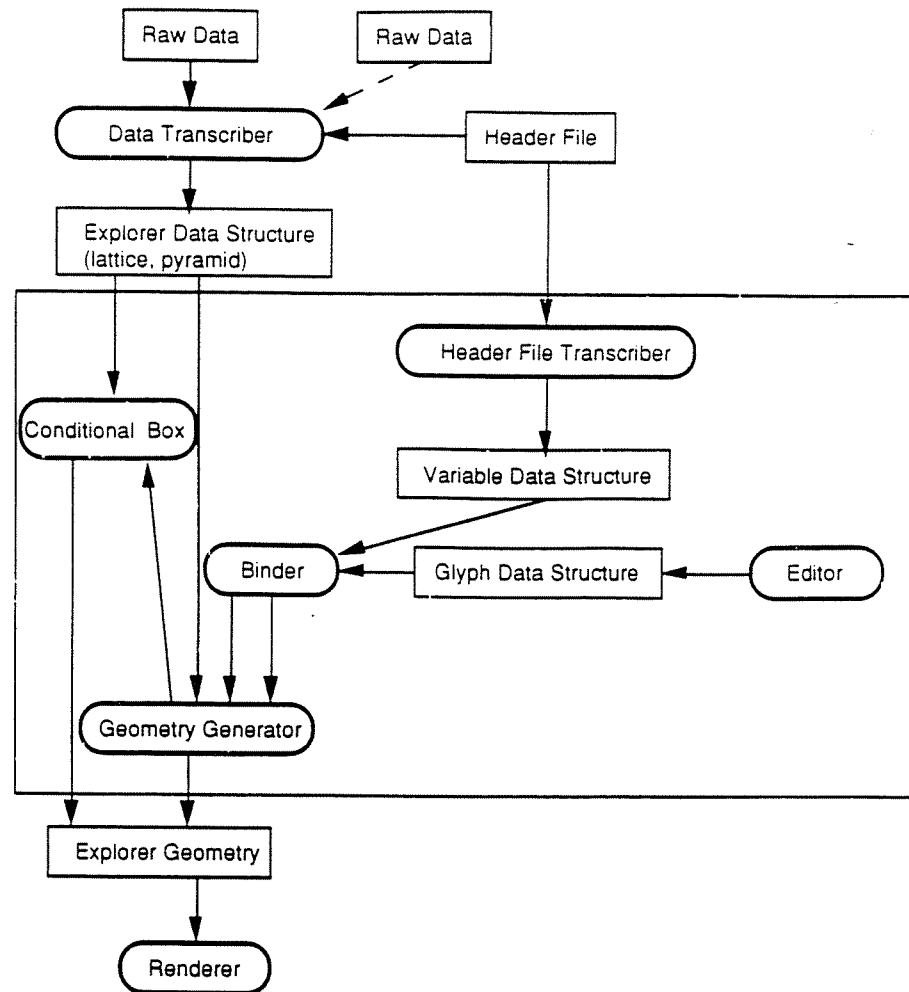 Raw Data
Raw Data
Data Transcriber
Header File
Explorer Data Structure
(lattice, pyramid)
Header File Transcriber
Conditional Box
Variable Data Structure
Binder
Glyph Data Structure
Editor
Geometry Generator
Explorer Geometry
Renderer